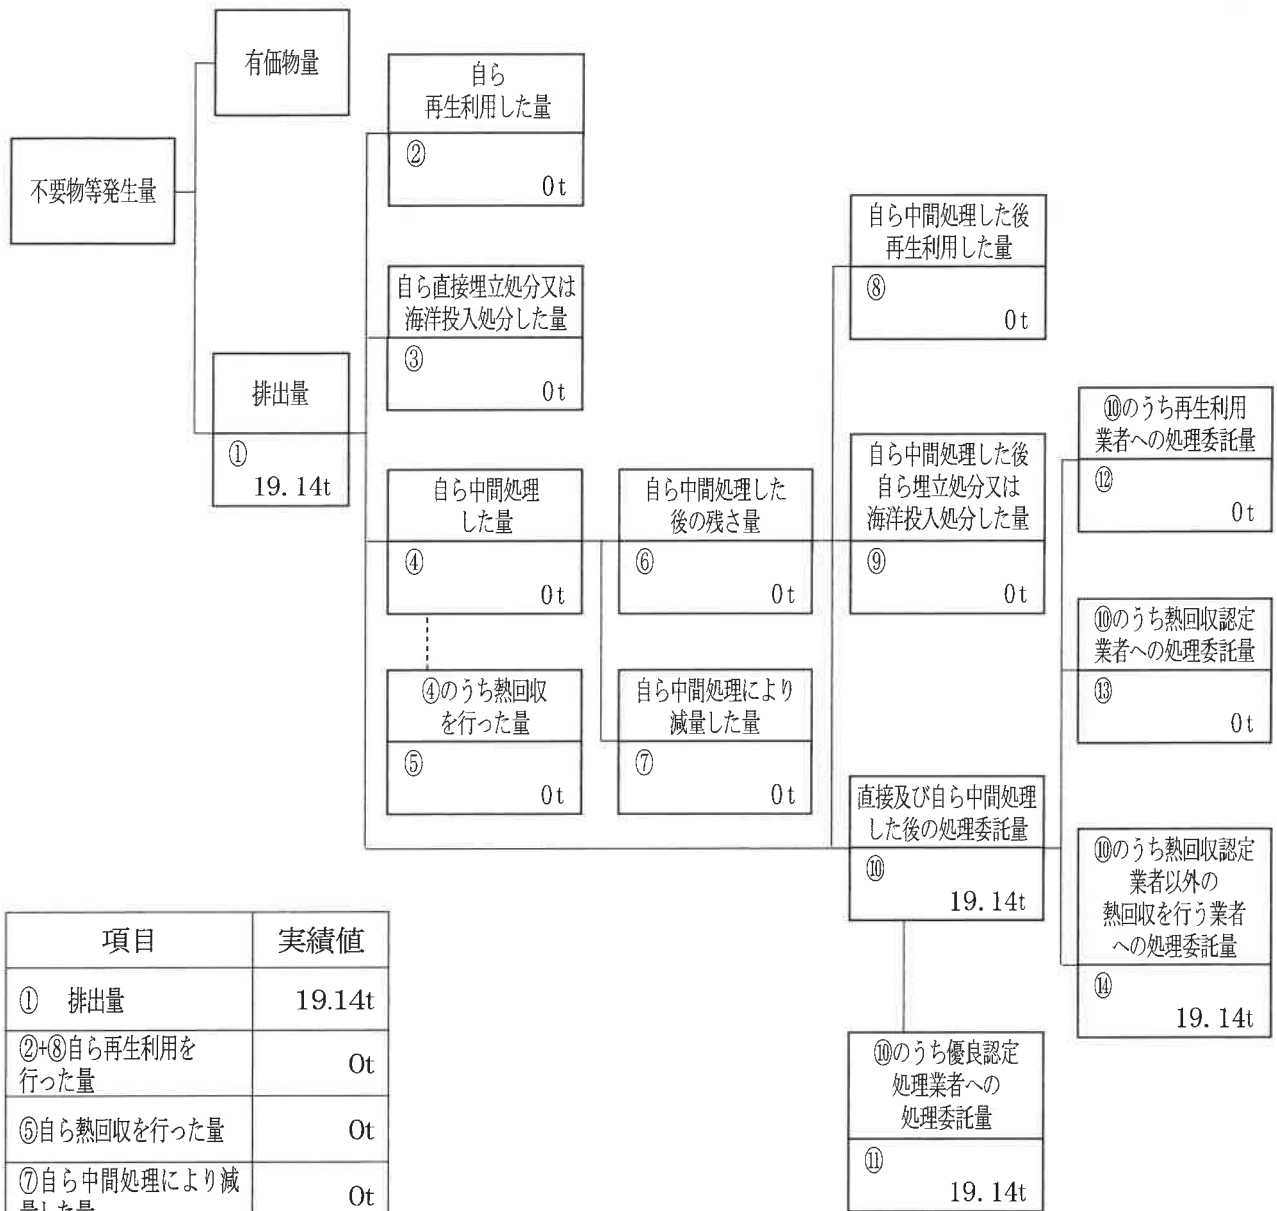 有価物量
不要物等発生量
排出量
①
19.14t
自ら
再生利用した量
②
0t
自ら直接埋立処分又は
海洋投入処分した量
③
0t
自ら中間処理
した量
④
0t
④のうち熱回収
を行った量
⑤
0t
自ら中間処理した
後の残さ量
⑥
0t
自ら中間処理により
減量した量
⑦
0t
自ら中間処理した後
再生利用した量
⑧
0t
自ら中間処理した後
自ら埋立処分又は
海洋投入処分した量
⑨
0t
直接及び自ら中間処理
した後の処理委託量
⑩
19.14t
⑩のうち優良認定
処理業者への
処理委託量
⑪
19.14t
⑩のうち再生利用
業者への処理委託量
⑫
0t
⑩のうち熱回収認定
業者への処理委託量
⑬
0t
⑩のうち熱回収認定
業者以外の
熱回収を行う業者
への処理委託量
⑭
19.14t
項目 実績値
① 排出量 19.14t
②+⑧自ら再生利用を
行った量 0t
⑤自ら熱回収を行った量 0t
⑦自ら中間処理により減
量した量 0t